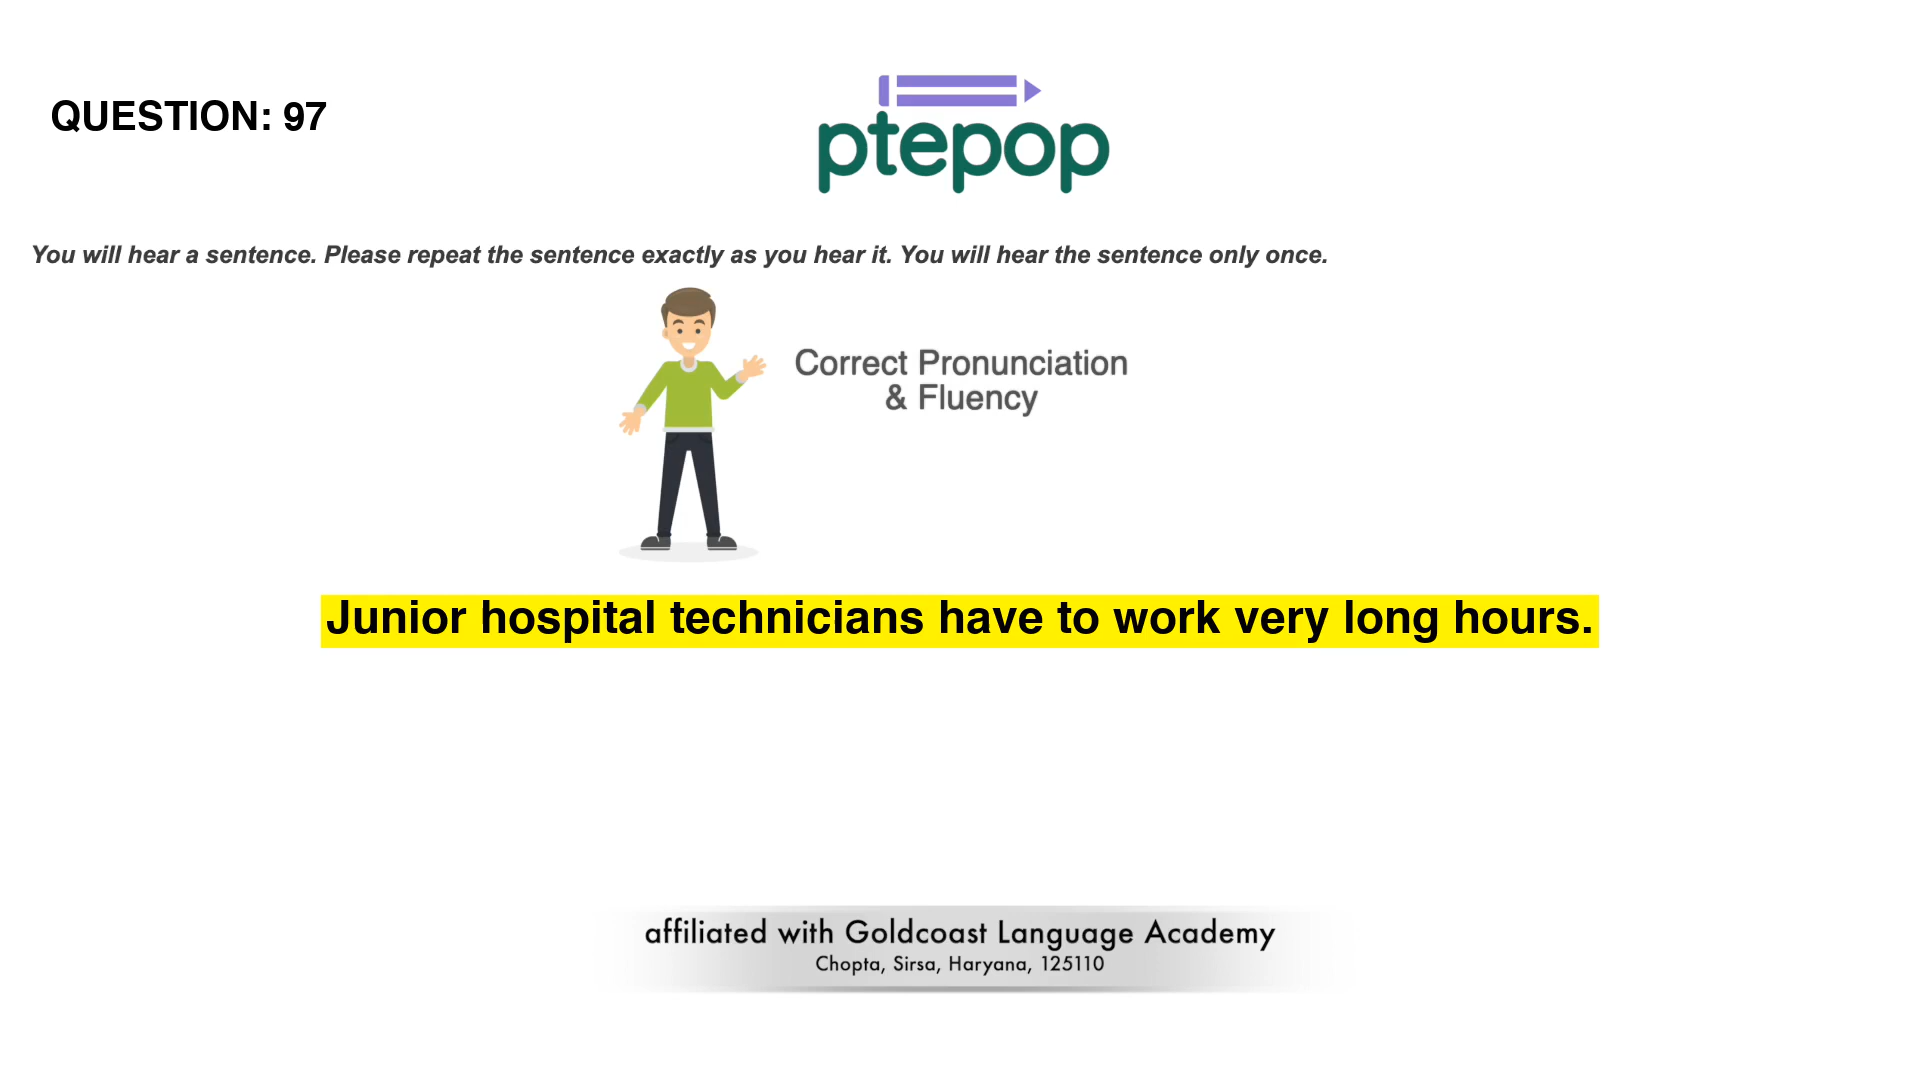 QUESTION: 97
ptepop
You will hear a sentence. Please repeat the sentence exactly as you hear it. You will hear the sentence only once.
Correct Pronunciation
& Fluency
Junior hospital technicians have to work very long hours.
affiliated with Goldcoast Language Academy
Chopta, Sirsa, Haryana, 125110